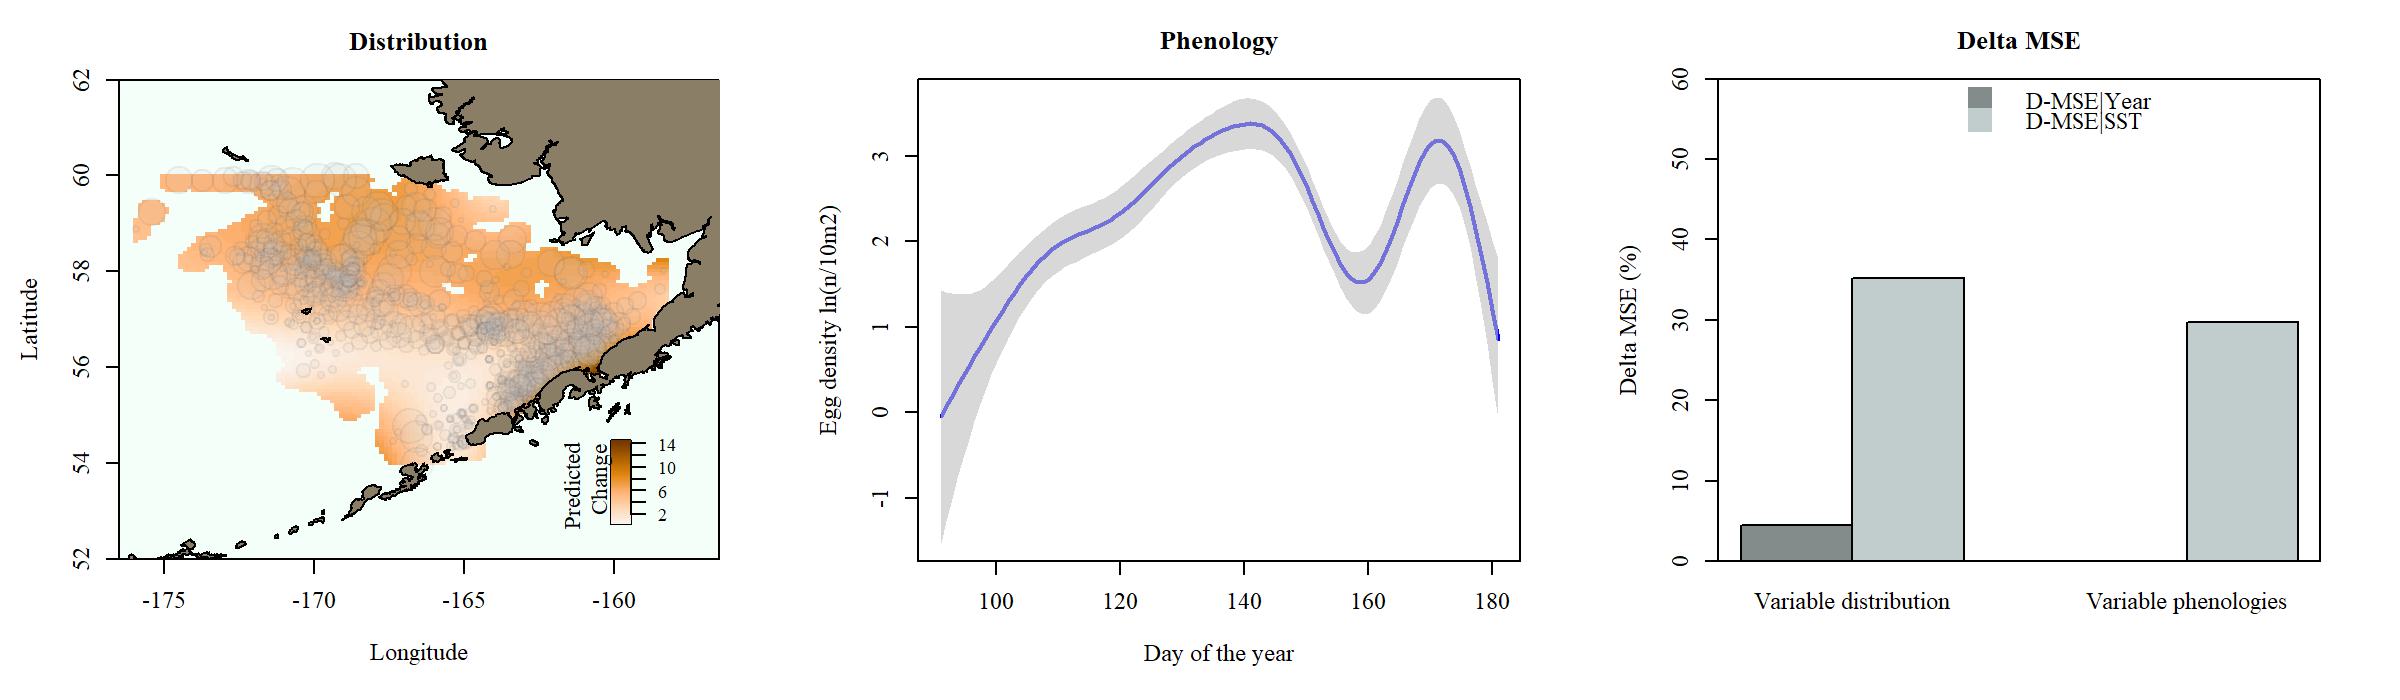 Distribution
Latitude
62
60
58
56
54
52
-175
-170
-165
-160
Longitude
Predicted
Change
14
10
6
2
Phenology
Egg density ln(n/10m2)
3
2
1
0
-1
100
120
140
160
180
Day of the year
Delta MSE
Delta MSE (%)
60
50
40
30
20
10
0
D-MSE|Year
D-MSE|SST
Variable distribution
Variable phenologies